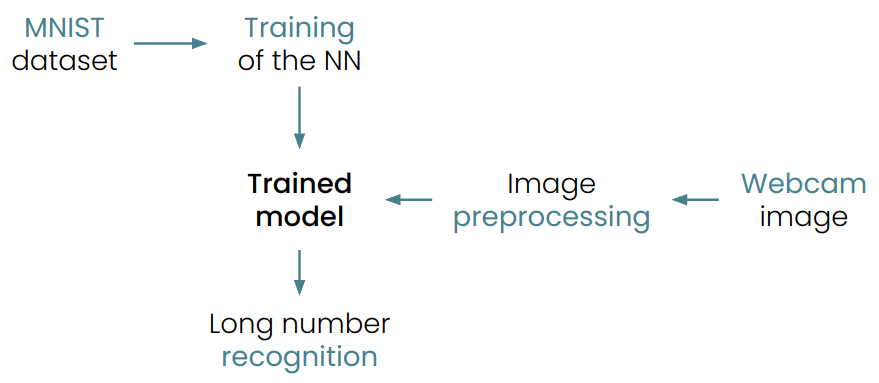 MNIST
dataset
Training
of the NN
Trained
model
Image
preprocessing
Webcam
image
Long number
recognition